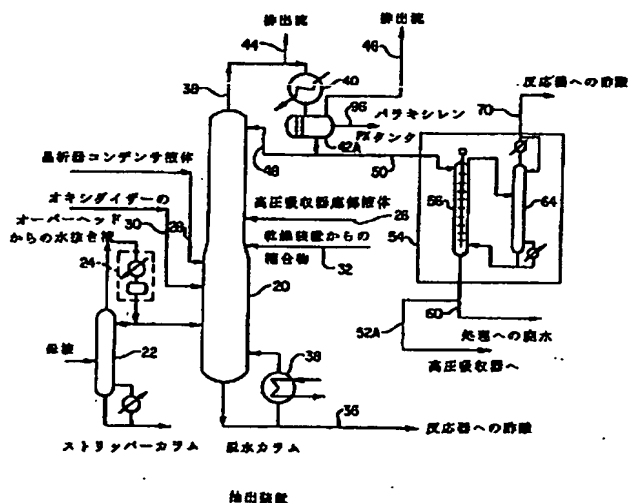 排出流
排出流
44
46
38
40
反応器への酢酸
70
96
パラキシレン
PXタンク
42A
晶析器コンデンサ液体
48
50
オキシダイザーの
オーバーヘッド
からの水抜き
30
28
高圧吸収器底部液体
26
乾燥装置からの
混合物
32
56
64
54
24
20
60
処理への廃水
52A
高圧吸収器へ
母液
22
38
36
反応器への酢酸
ストリッパーカラム
脱水カラム
抽出装置